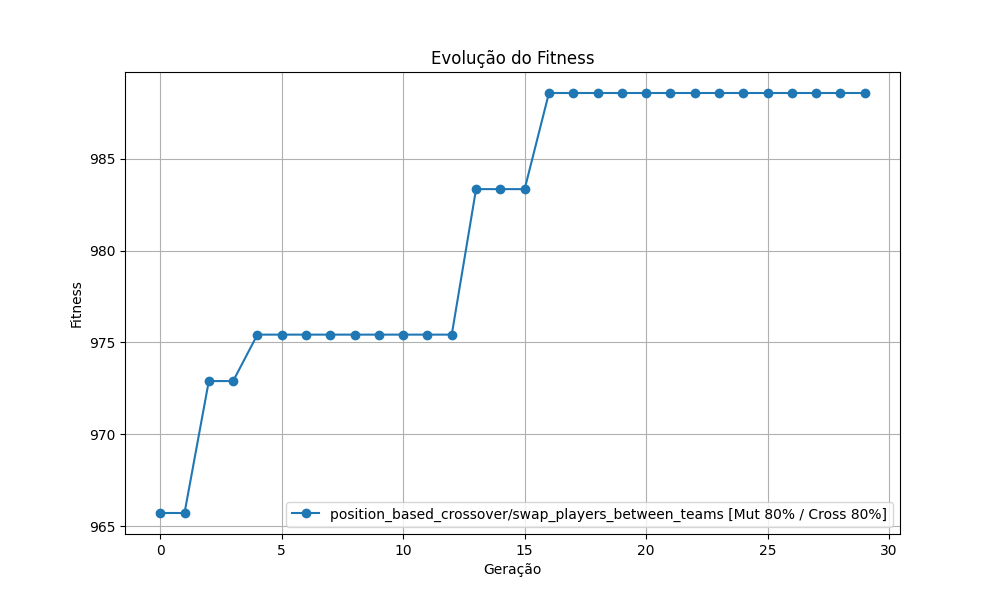 Evolução do Fitness
Fitness
985
980
975
970
965
position_based_crossover/swap_players_between_teams [Mut 80% / Cross 80%]
0 5 10 15 20 25 30
Geração